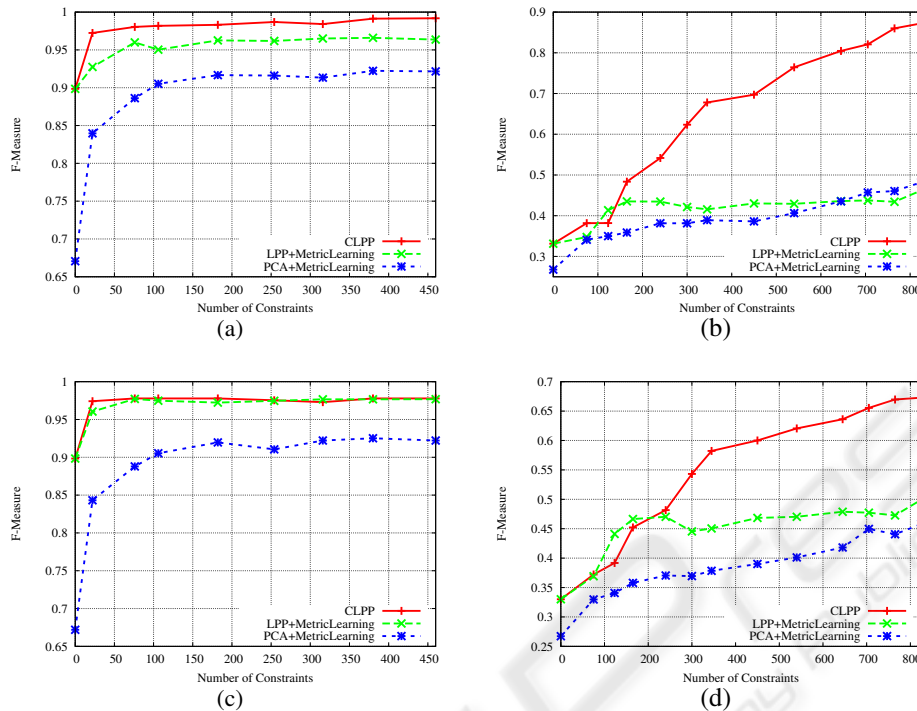 1
0.95
0.9
0.85
0.8
0.75
0.7
0.65
F-Measure
0 50 100 150 200 250 300 350 400 450
Number of Constraints
CLPP
LPP+MetricLearning
PCA+MetricLearning
(a)
0.9
0.8
0.7
0.6
0.5
0.4
0.3
F-Measure
0 100 200 300 400 500 600 700 800
Number of Constraints
CLPP
LPP+MetricLearning
PCA+MetricLearning
(b)
1
0.95
0.9
0.85
0.8
0.75
0.7
0.65
F-Measure
0 50 100 150 200 250 300 350 400 450
Number of Constraints
CLPP
LPP+MetricLearning
PCA+MetricLearning
(c)
0.7
0.65
0.6
0.55
0.5
0.45
0.4
0.35
0.3
0.25
F-Measure
0 100 200 300 400 500 600 700 800
Number of Constraints
CLPP
LPP+MetricLearning
PCA+MetricLearning
(d)